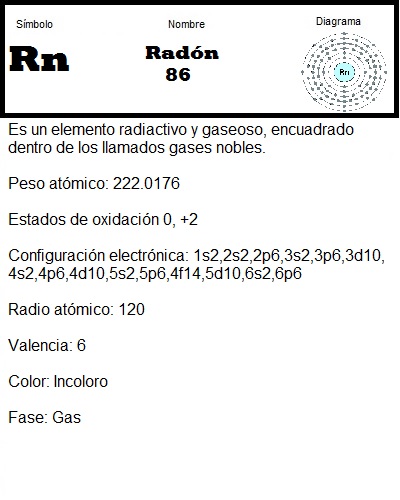 Símbolo
Nombre
Diagrama
Rn
Radón
86
Rn
Es un elemento radiactivo y gaseoso, encuadrado
dentro de los llamados gases nobles.
Peso atómico: 222.0176
Estados de oxidación 0, +2
Configuración electrónica: 1s2,2s2,2p6,3s2,3p6,3d10,
4s2,4p6,4d10,5s2,5p6,4f14,5d10,6s2,6p6
Radio atómico: 120
Valencia: 6
Color: Incoloro
Fase: Gas